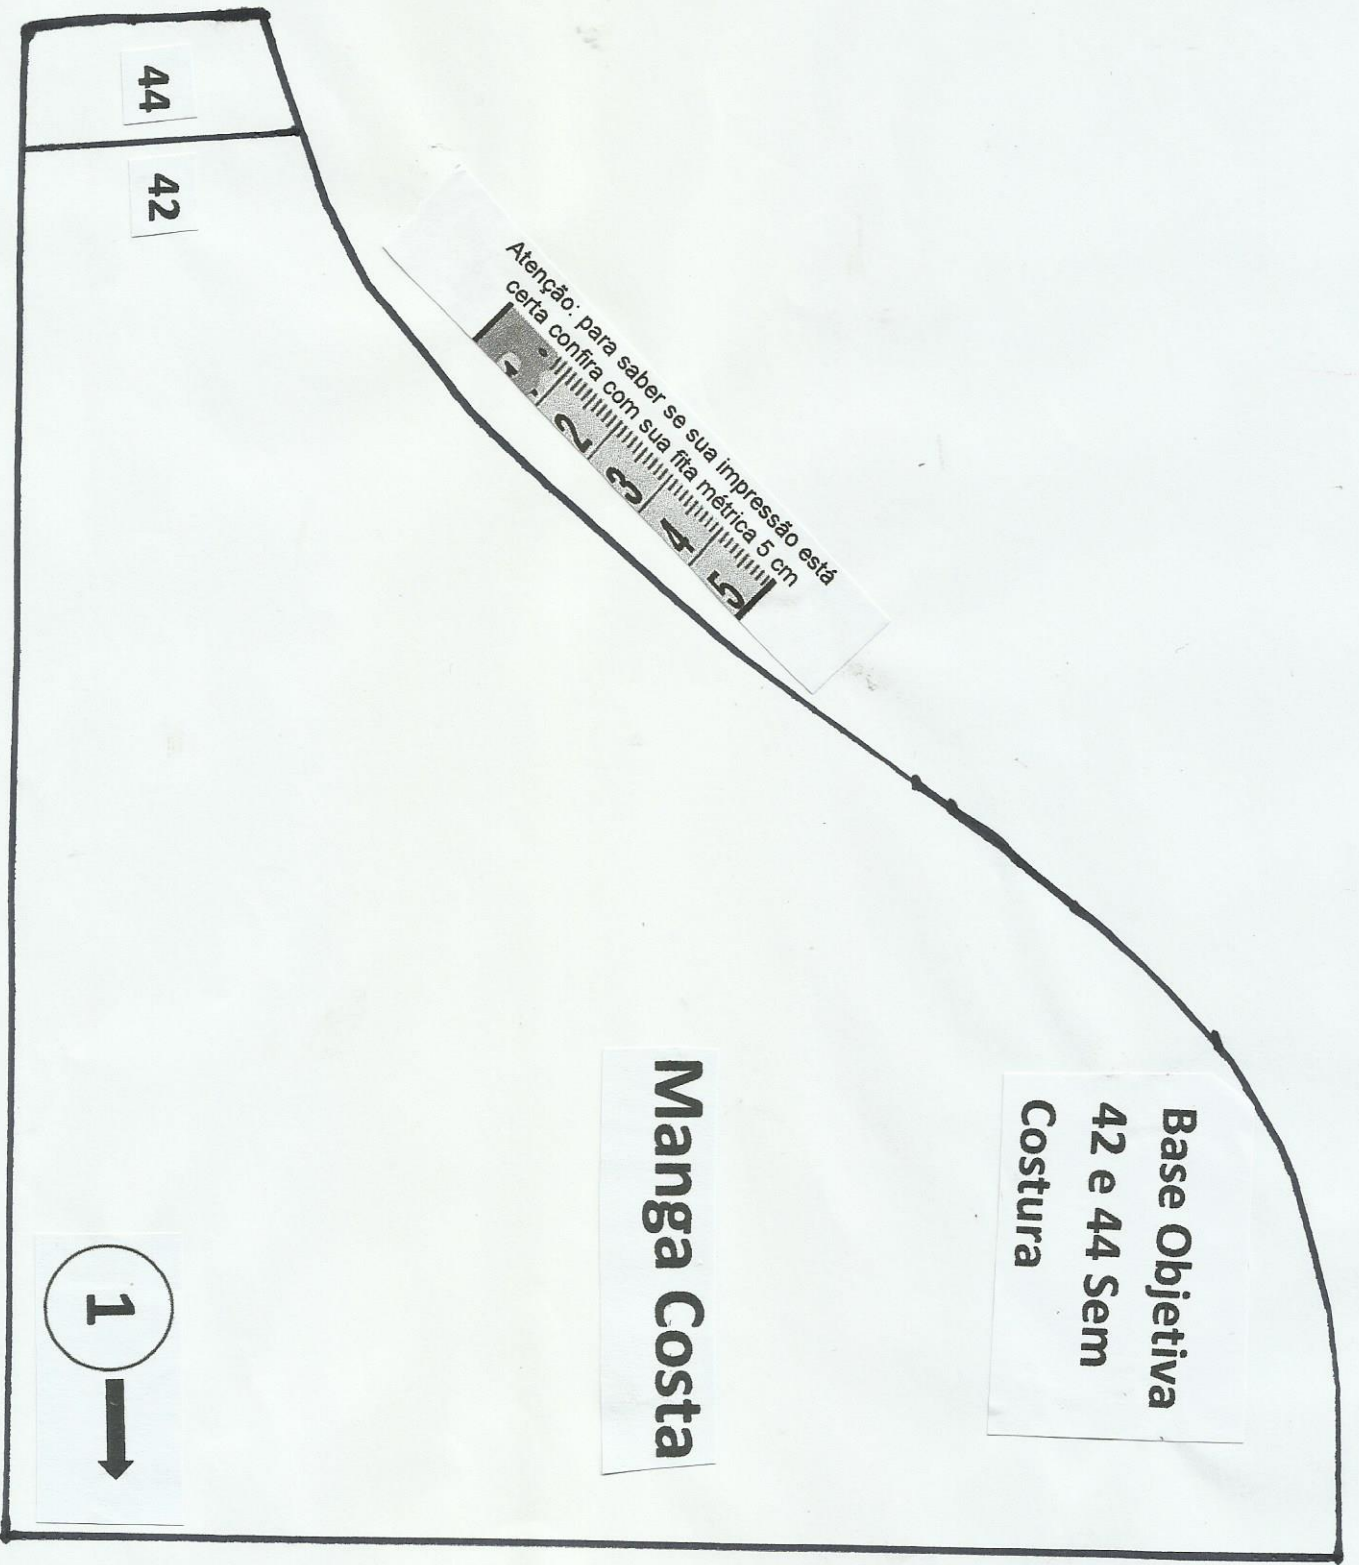 44
42
Atenção: para saber se sua impressão está
certa confira com sua fita métrica 5 cm
1 2 3 4 5
Base Objetiva
42 e 44 Sem
Costura
Manga Costa
1